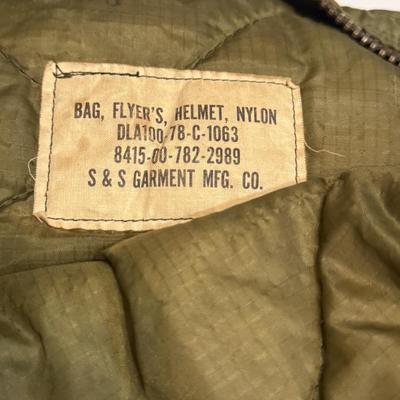 BAG, FLYER'S, HELMET, NYLON
DLA100-78-C-1063
8415-00-782-2989
S & S GARMENT MFG. CO.